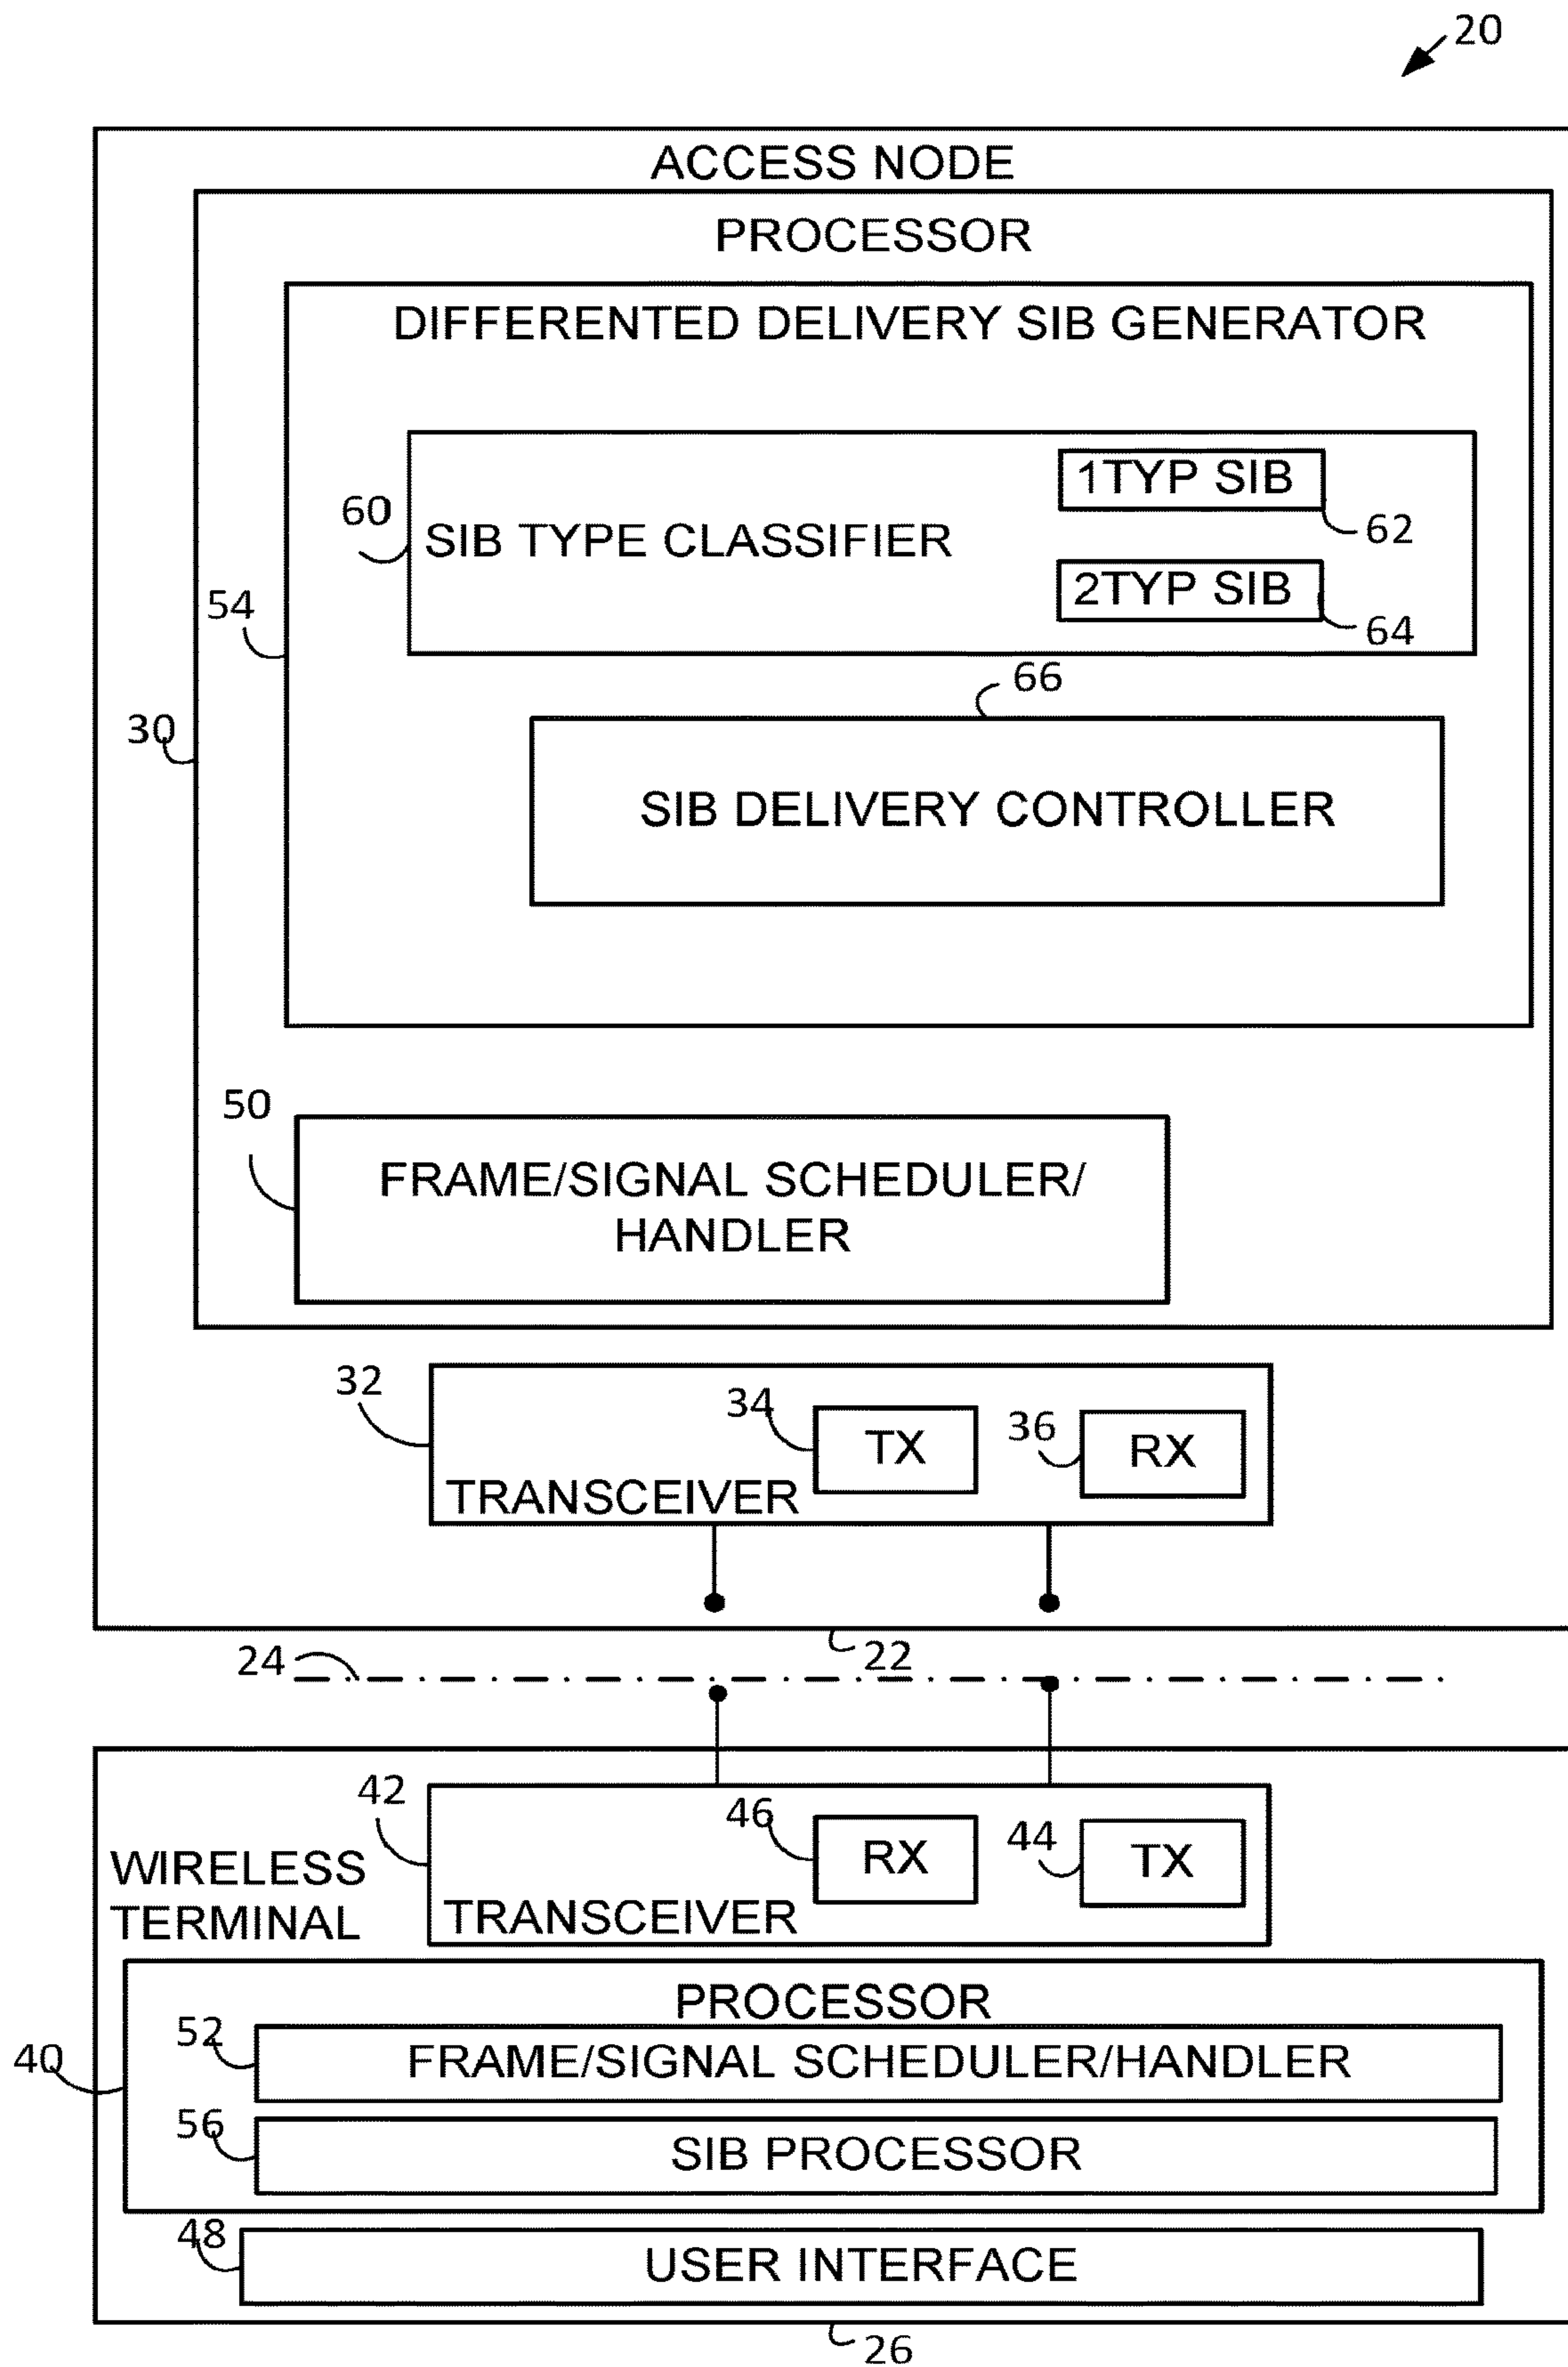 20
ACCESS NODE
PROCESSOR
DIFFERENTED DELIVERY SIB GENERATOR
1TYP SIB
60
62
SIB TYPE CLASSIFIER
2TYP SIB
54
64
66
30
SIB DELIVERY CONTROLLER
50
FRAME/SIGNAL SCHEDULER/
HANDLER
32
34
36
TX
RX
TRANSCEIVER
22
24
42
46
44
RX
TX
WIRELESS
TERMINAL
TRANSCEIVER
PROCESSOR
52
40
FRAME/SIGNAL SCHEDULER/HANDLER
56
SIB PROCESSOR
48
USER INTERFACE
26